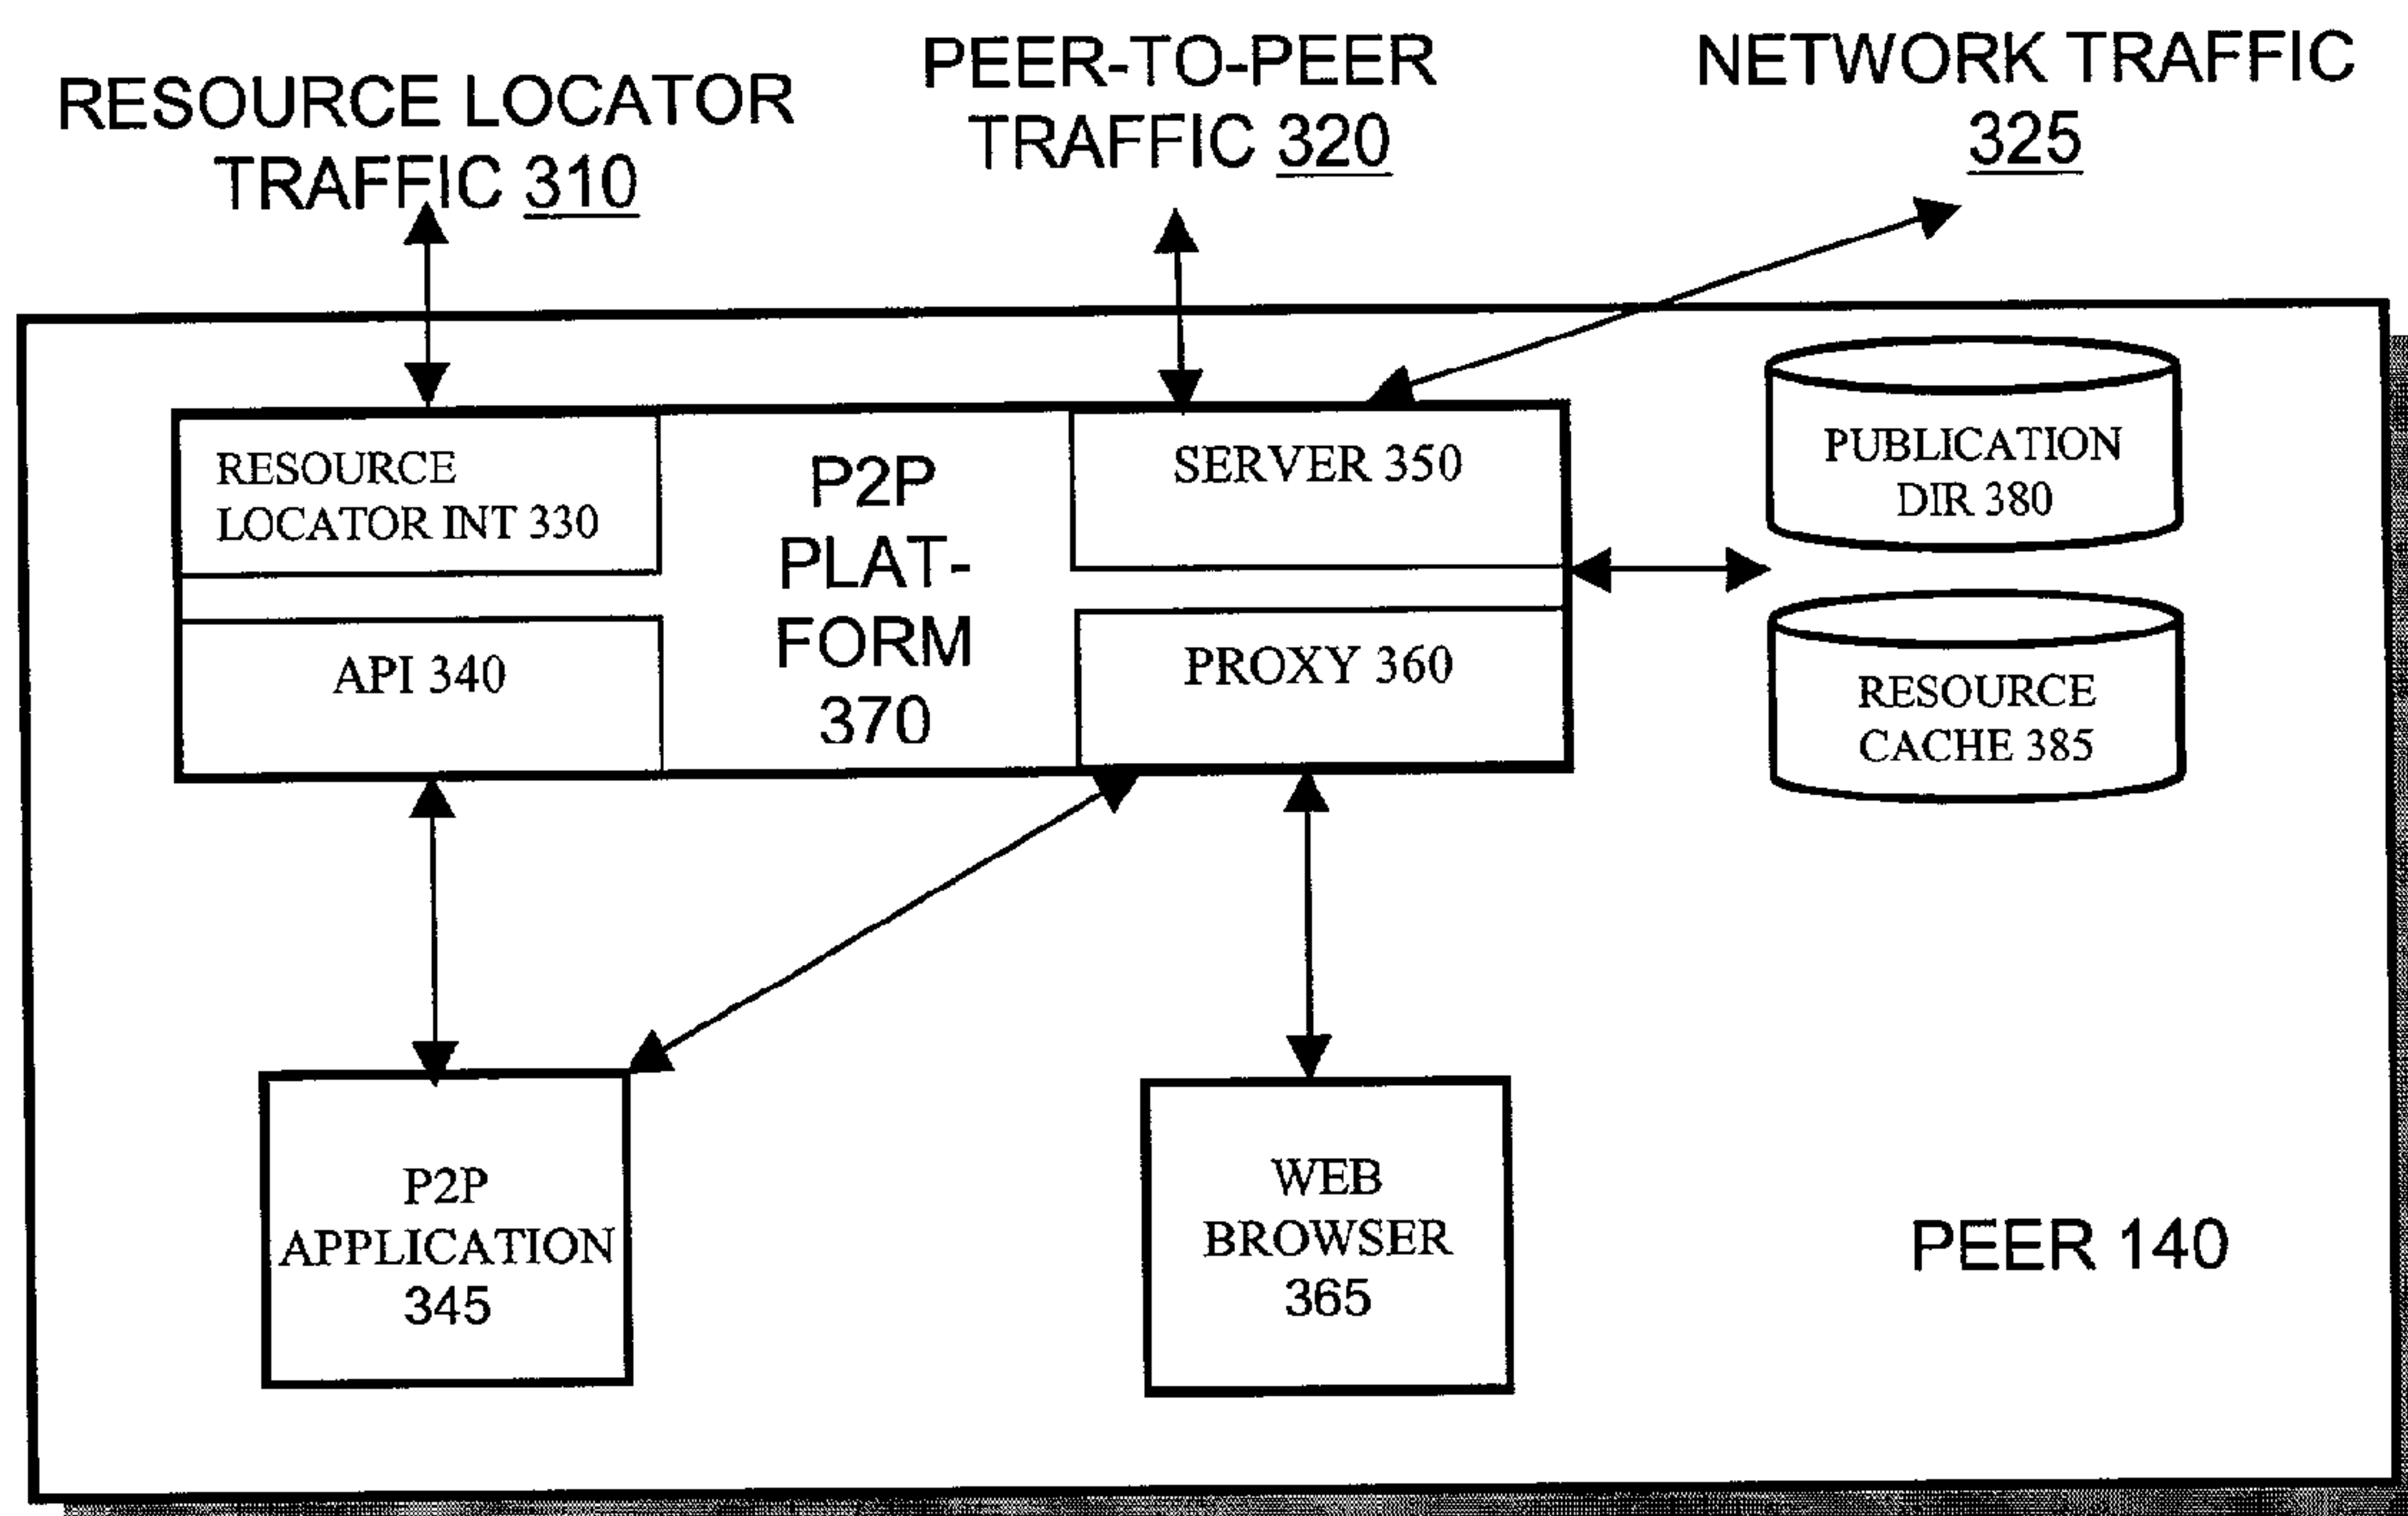 RESOURCE LOCATOR
TRAFFIC 310
PEER-TO-PEER
TRAFFIC 320
NETWORK TRAFFIC
325
RESOURCE
LOCATOR INT 330
API 340
P2P
PLAT-
FORM
370
SERVER 350
PROXY 360
PUBLICATION
DIR 380
RESOURCE
CACHE 385
P2P
APPLICATION
345
WEB
BROWSER
365
PEER 140